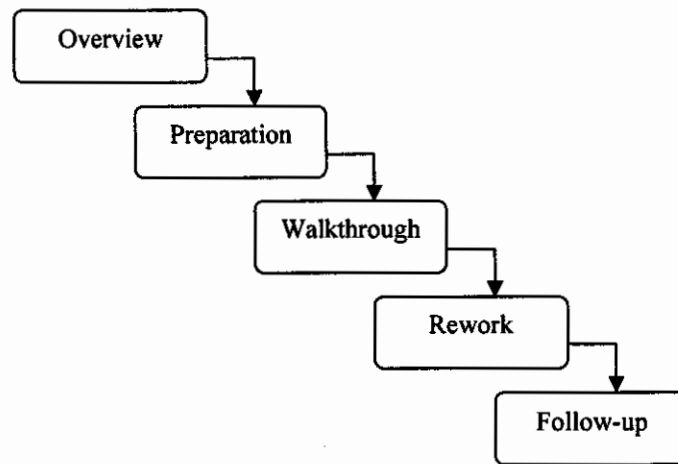 Overview
Preparation
Walkthrough
Rework
Follow-up